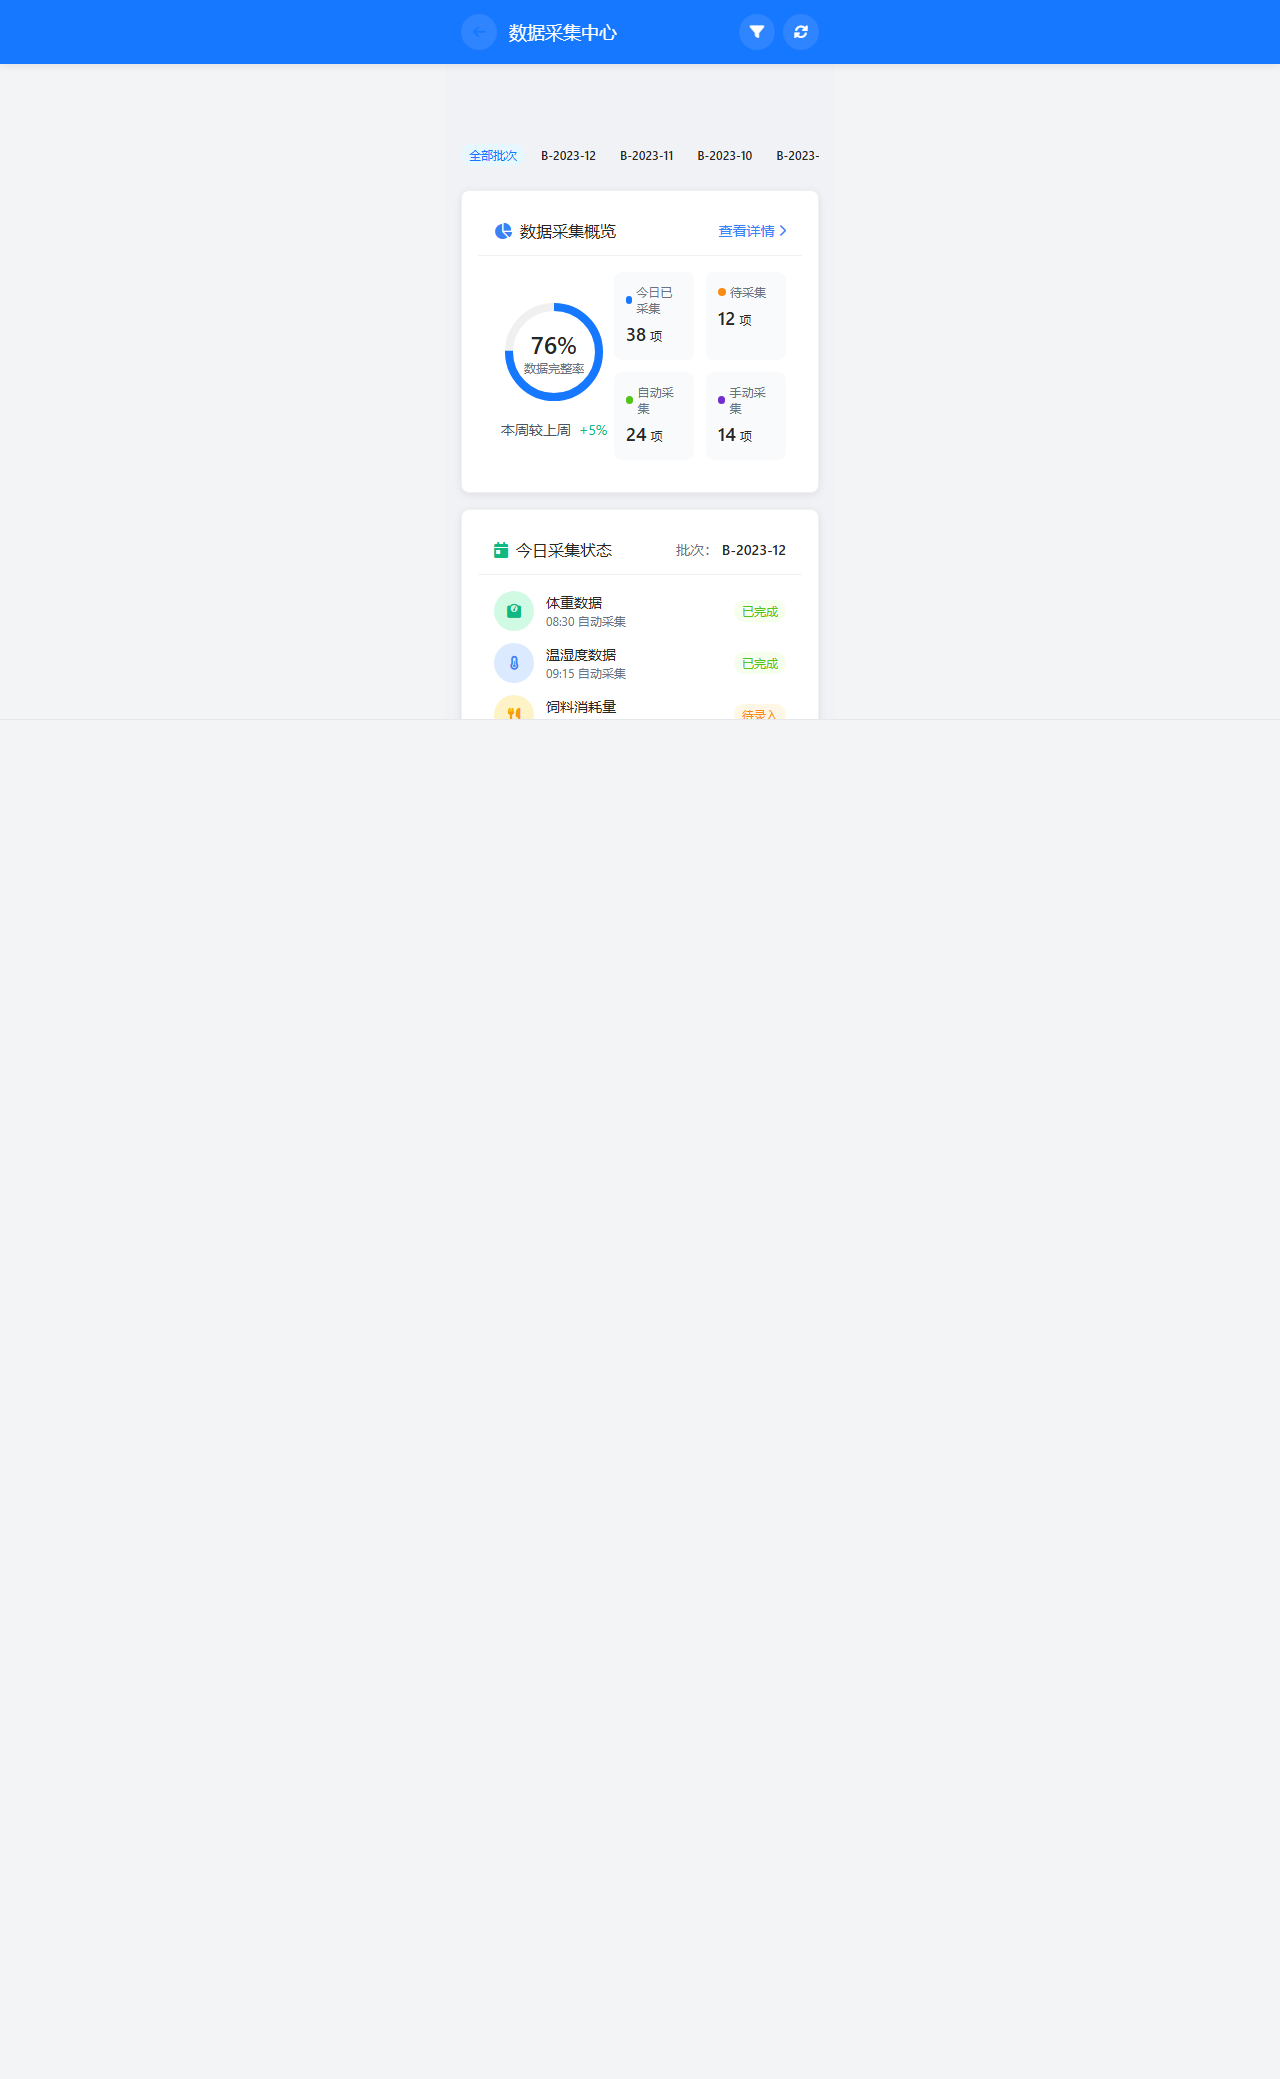 数据采集中心
全部批次 B-2023-12 B-2023-11 B-2023-10 B-2023-
数据采集概览 查看详情
76%
数据完整率
本周较上周 +5%
今日已
采集
38 项
待采集
12 项
自动采
集
24 项
手动采
集
14 项
今日采集状态 批次： B-2023-12
体重数据
08:30 自动采集
已完成
温湿度数据
09:15 自动采集
已完成
饲料消耗量
待录入